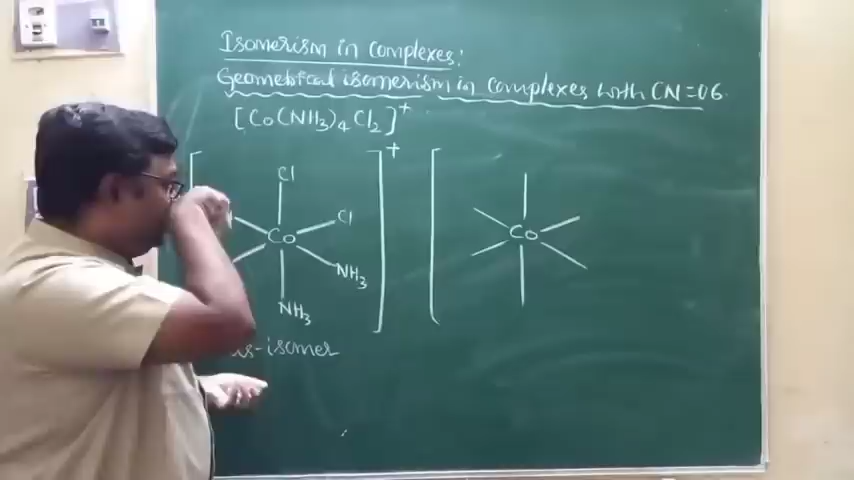 Isomerism in complexes:
Geometrical isomerism in complexes with CN=06
[Co(NH3)4Cl2]+
+
Cl
Cl
Co
Co
NH3
NH3
is-isomer